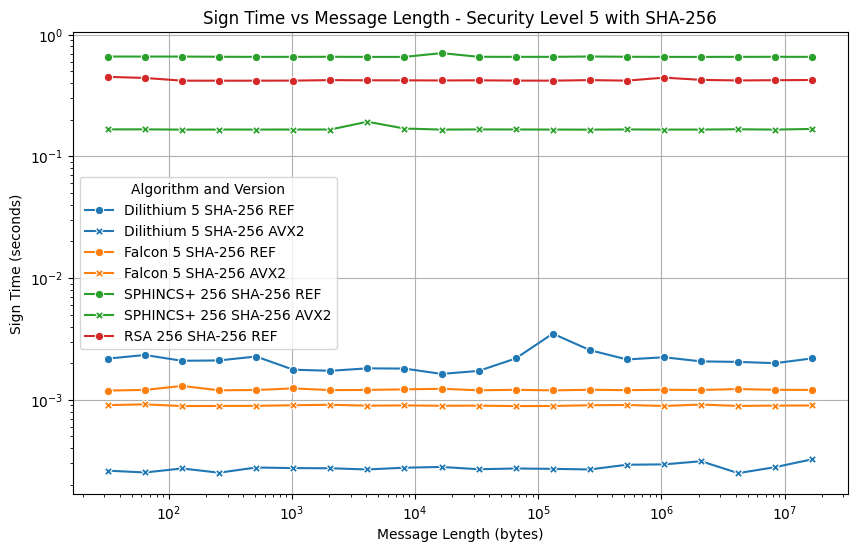 Sign Time vs Message Length - Security Level 5 with SHA-256
10⁰
10⁻¹
10⁻²
10⁻³
Sign Time (seconds)
Algorithm and Version
Dilithium 5 SHA-256 REF
Dilithium 5 SHA-256 AVX2
Falcon 5 SHA-256 REF
Falcon 5 SHA-256 AVX2
SPHINCS+ 256 SHA-256 REF
SPHINCS+ 256 SHA-256 AVX2
RSA 256 SHA-256 REF
10² 10³ 10⁴ 10⁵ 10⁶ 10⁷
Message Length (bytes)